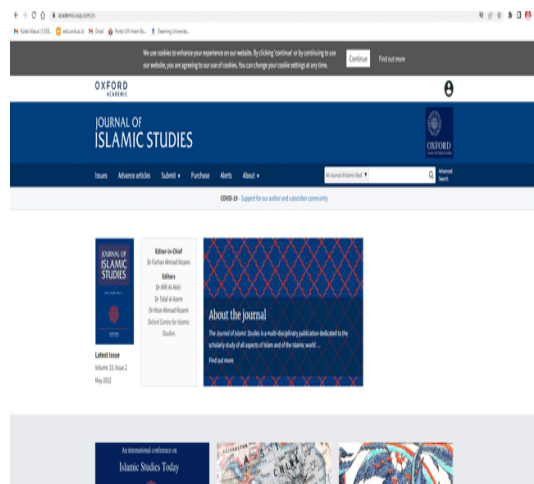 academic.oup.com/jis
We use cookies to enhance your experience on our website. By clicking 'continue' or by continuing to use
our website, you are agreeing to our use of cookies. You can change your cookie settings at any time.
Continue
Find out more
OXFORD
ACADEMIC
JOURNAL OF
ISLAMIC STUDIES
OXFORD
Issues Advance articles Submit ▾ Purchase Alerts About ▾
All Journal of Islamic Studi ▾
Advanced
Search
COVID-19 - Support for our author and subscriber community
JOURNAL OF
ISLAMIC
STUDIES
Latest Issue
Volume 33, Issue 2
May 2022
Editor-in-Chief
Dr Farhan Ahmad Nizami
Editors
Dr Afifi Al-Akiti
Dr Talal al-Azem
Dr Moin Ahmad Nizami
Oxford Centre for Islamic
Studies
About the journal
The Journal of Islamic Studies is a multi-disciplinary publication dedicated to the
scholarly study of all aspects of Islam and of the Islamic world ...
Find out more
An international conference on
Islamic Studies Today
CHINA